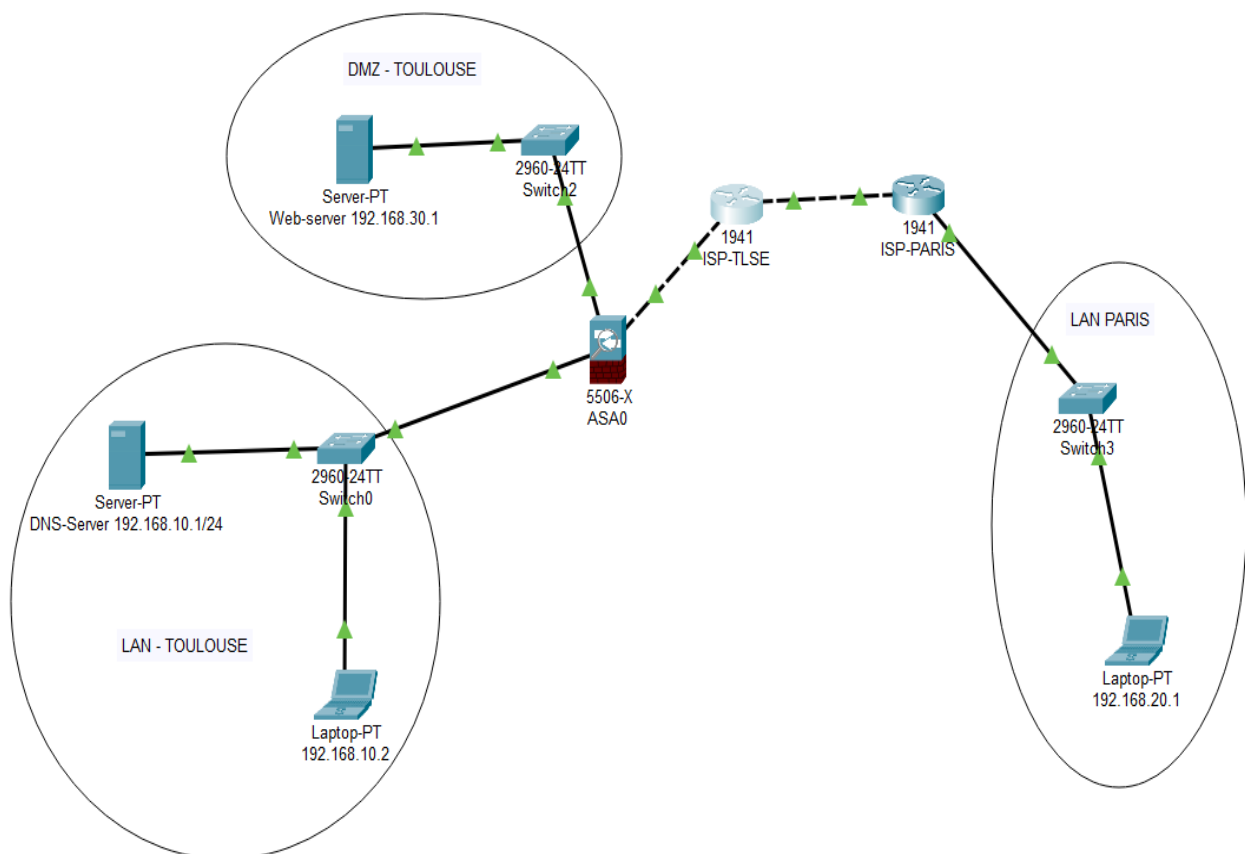 DMZ - TOULOUSE
Server-PT
Web-server 192.168.30.1
2960-24TT
Switch2
1941
ISP-TLSE
1941
ISP-PARIS
LAN PARIS
5506-X
ASA0
2960-24TT
Switch3
Server-PT
DNS-Server 192.168.10.1/24
2960-24TT
Switch0
LAN - TOULOUSE
Laptop-PT
192.168.10.2
Laptop-PT
192.168.20.1